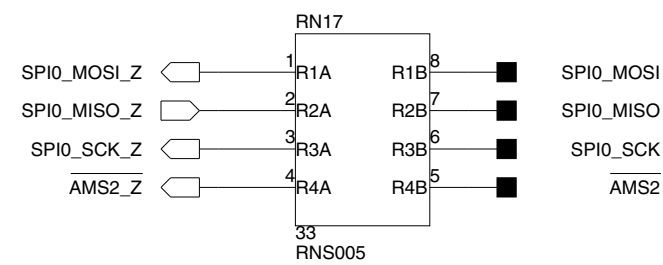 RN17
SPI0_MOSI_Z 1 R1A R1B 8 SPI0_MOSI
SPI0_MISO_Z 2 R2A R2B 7 SPI0_MISO
SPI0_SCK_Z 3 R3A R3B 6 SPI0_SCK
AMS2_Z 4 R4A R4B 5 AMS2
33
RNS005